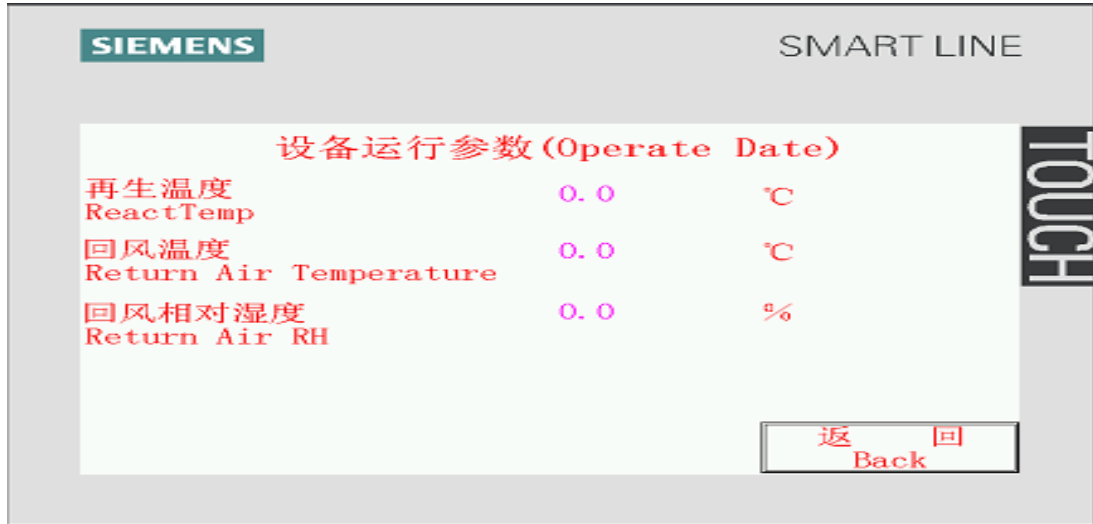 SIEMENS
SMART LINE
TOUCH
设备运行参数(Operate Date)
再生温度 0.0 ℃
ReactTemp
回风温度 0.0 ℃
Return Air Temperature
回风相对湿度 0.0 %
Return Air RH
返 回
Back